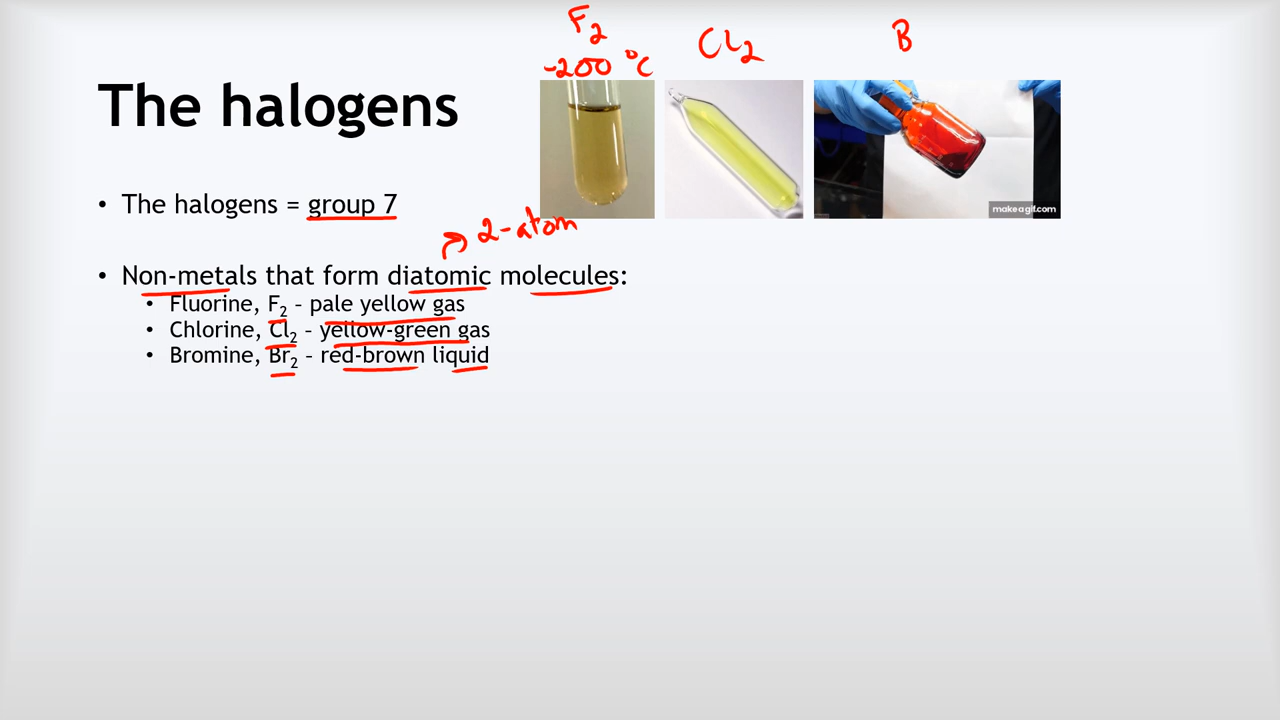 F₂
-200 °C
Cl₂
B
The halogens
makeagif.com
• The halogens = group 7
→ 2-atom
• Non-metals that form diatomic molecules:
• Fluorine, F₂ – pale yellow gas
• Chlorine, Cl₂ – yellow-green gas
• Bromine, Br₂ – red-brown liquid